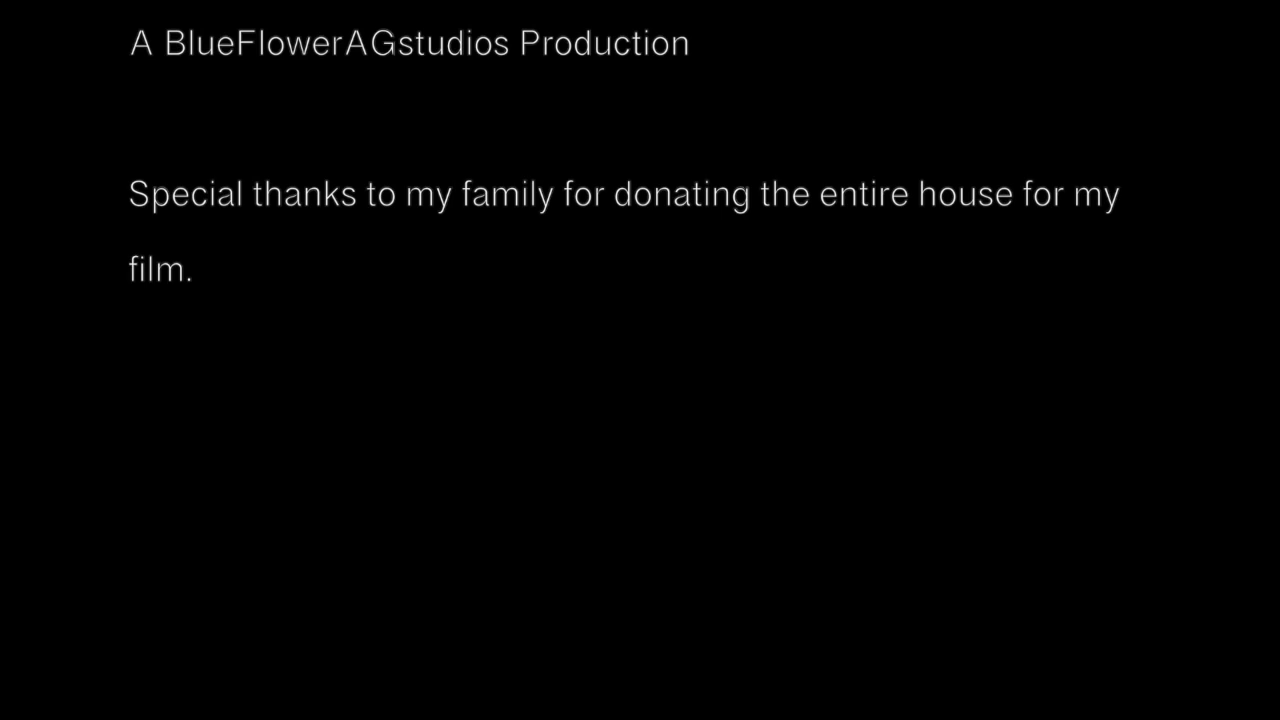 A BlueFlowerAGstudios Production
Special thanks to my family for donating the entire house for my
film.